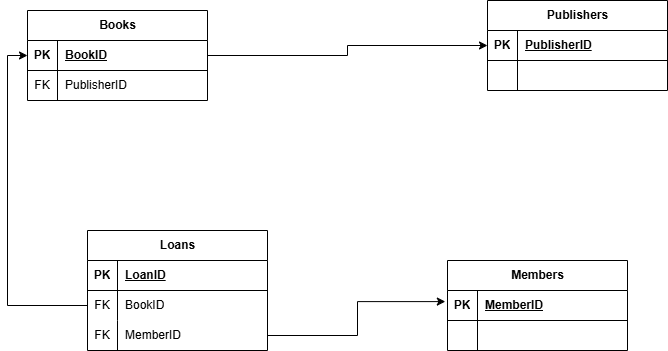 Books
PK BookID
FK PublisherID
Publishers
PK PublisherID
Loans
PK LoanID
FK BookID
FK MemberID
Members
PK MemberID